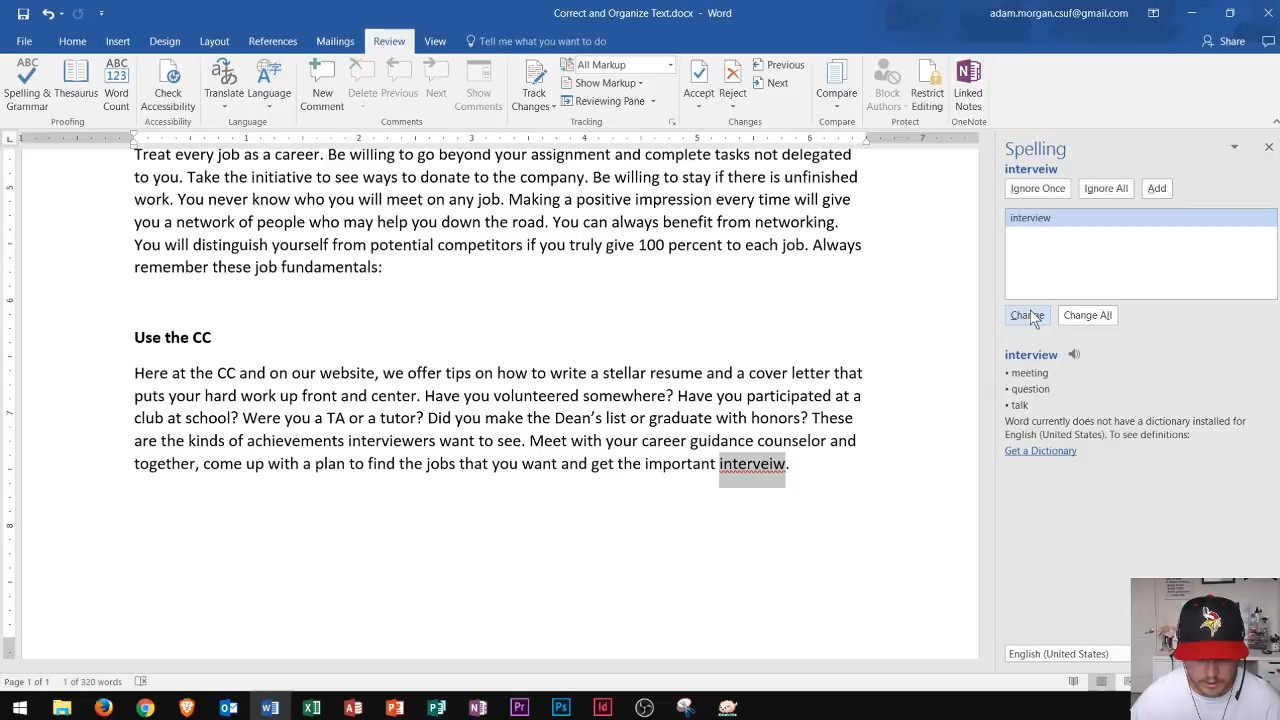 Correct and Organize Text.docx - Word
adam.morgan.csuf@gmail.com
File Home Insert Design Layout References Mailings Review View Tell me what you want to do
Share
Spelling & Grammar
Thesaurus
Word Count
Check Accessibility
Translate
Language
New Comment
Delete
Previous
Next
Show Comments
Track Changes
All Markup
Show Markup
Reviewing Pane
Accept
Reject
Previous
Next
Compare
Block Authors
Restrict Editing
Linked Notes
Proofing
Accessibility
Language
Comments
Tracking
Changes
Compare
Protect
OneNote
1 1 2 3 4 5 6 7
Treat every job as a career. Be willing to go beyond your assignment and complete tasks not delegated
to you. Take the initiative to find new ways to donate to the company. Be willing to stay if there is unfinished
work. You never know who you will meet on any job. Making a positive impression every time will give
you a network of people who may help you down the road. You can always benefit from networking.
You will distinguish yourself from potential competitors if you truly give 100 percent to each job. Always
remember these job fundamentals:
Use the CC
Here at the CC and on our website, we offer tips on how to write a stellar resume and a cover letter that
puts your hard work up front and center. Have you volunteered somewhere? Have you participated at a
club at school? Were you a TA or a tutor? Did you make the Dean's list or graduate with honors? These
are the kinds of achievements interviewers want to see. Meet with your career guidance counselor and
together, come up with a plan to find the jobs that you want and get the important interveiw.
5
6
7
8
Spelling
interveiw
Ignore Once Ignore All Add
interview
Change Change All
interview
• meeting
• question
• talk
Word currently does not have a dictionary installed for
English (United States). To see definitions:
Get a Dictionary
English (United States)
Page 1 of 1 1 of 320 words